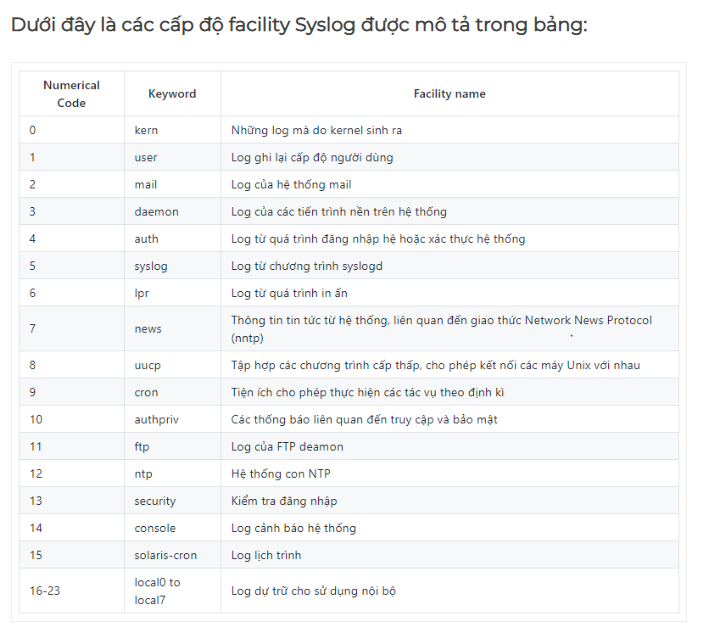 Dưới đây là các cấp độ facility Syslog được mô tả trong bảng:
Numerical Code Keyword Facility name
0 kern Những log mà do kernel sinh ra
1 user Log ghi lại cấp độ người dùng
2 mail Log của hệ thống mail
3 daemon Log của các tiến trình nền trên hệ thống
4 auth Log từ quá trình đăng nhập hệ hoặc xác thực hệ thống
5 syslog Log từ chương trình syslogd
6 lpr Log từ quá trình in ấn
7 news Thông tin tin tức từ hệ thống, liên quan đến giao thức Network News Protocol
(nntp)
8 uucp Tập hợp các chương trình cấp thấp, cho phép kết nối các máy Unix với nhau
9 cron Tiện ích cho phép thực hiện các tác vụ theo định kì
10 authpriv Các thông báo liên quan đến truy cập và bảo mật
11 ftp Log của FTP deamon
12 ntp Hệ thống con NTP
13 security Kiểm tra đăng nhập
14 console Log cảnh báo hệ thống
15 solaris-cron Log lịch trình
16-23 local0 to local7 Log dự trữ cho sử dụng nội bộ